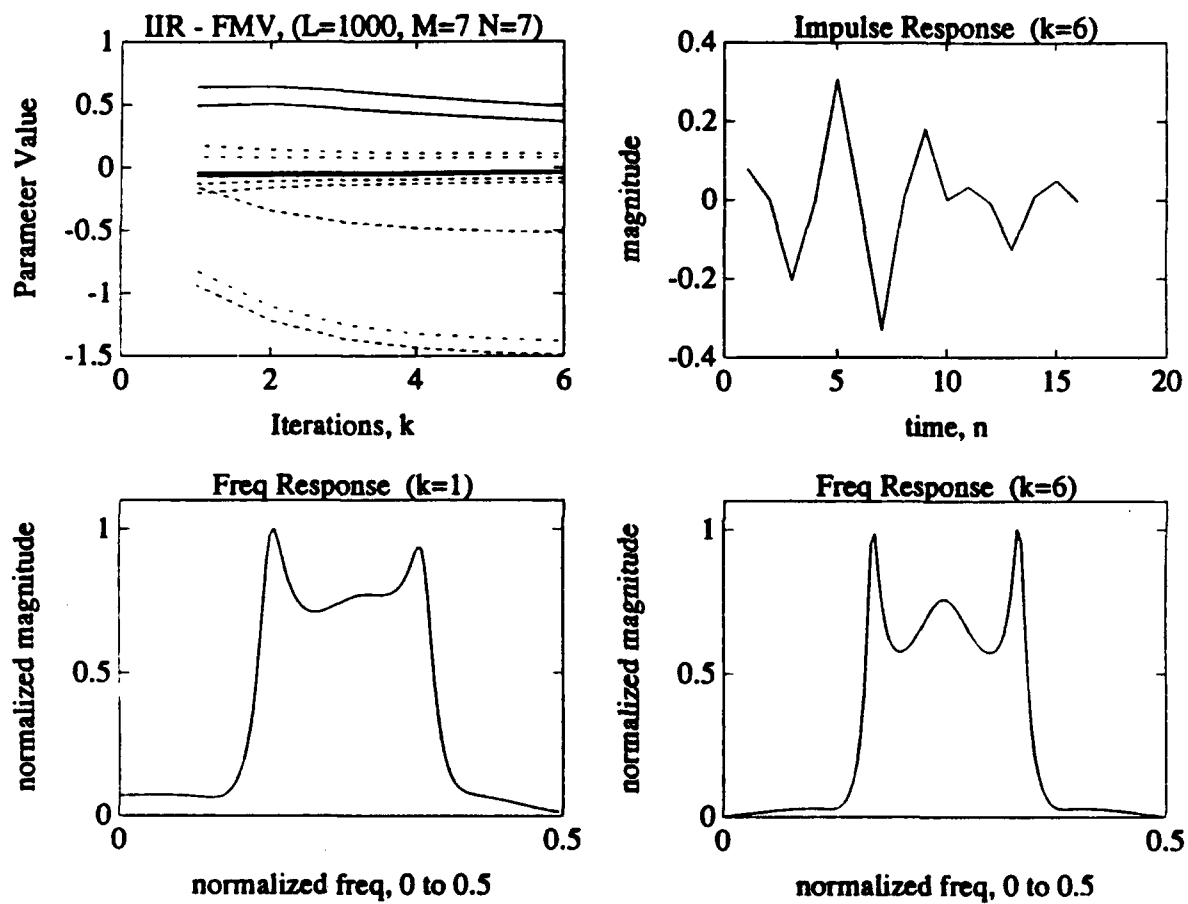 IIR - FMV, (L=1000, M=7 N=7)
Parameter Value
1
0.5
0
-0.5
-1
-1.5
0
2
4
6
Iterations, k
Impulse Response (k=6)
magnitude
0.4
0.2
0
-0.2
-0.4
0
5
10
15
20
time, n
Freq Response (k=1)
normalized magnitude
1
0.5
0
0
0.5
normalized freq, 0 to 0.5
Freq Response (k=6)
normalized magnitude
1
0.5
0
0
0.5
normalized freq, 0 to 0.5